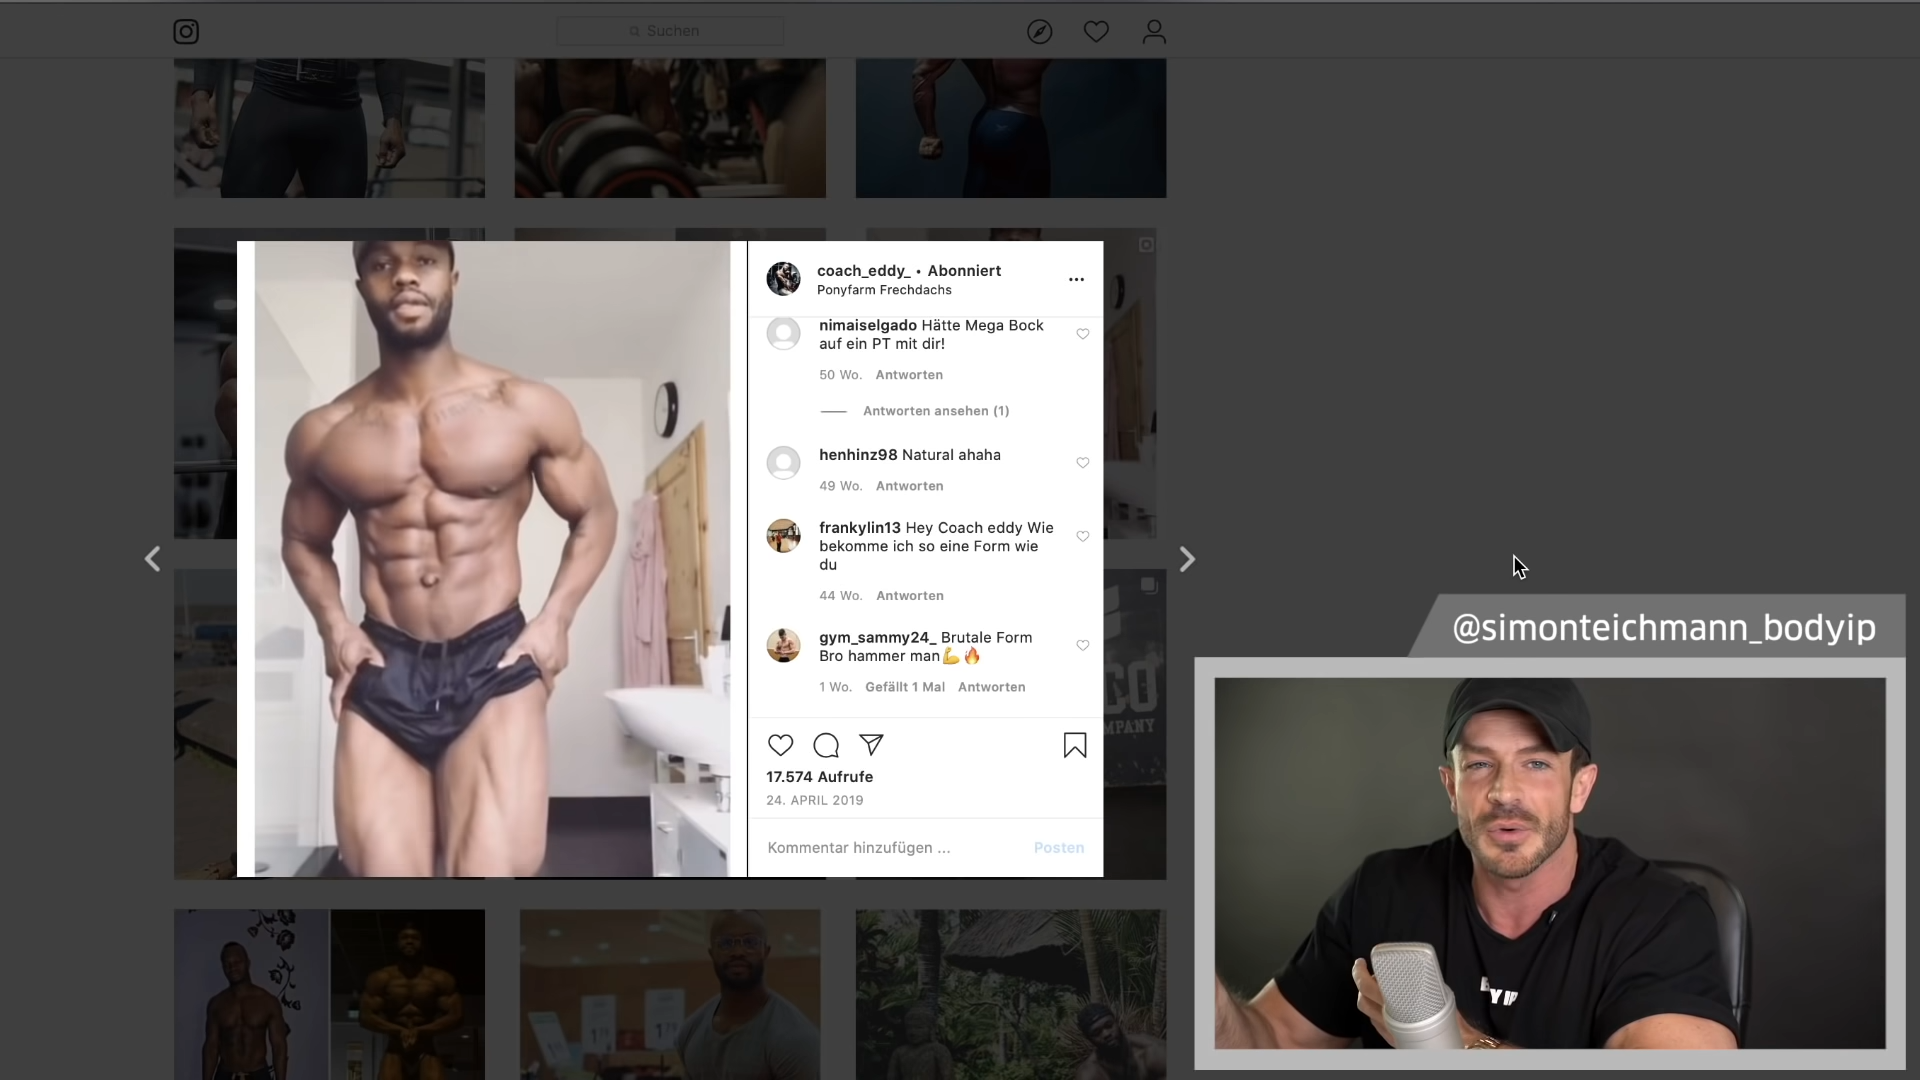 Suchen
coach_eddy_ • Abonniert
Ponyfarm Frechdachs
nimaiselgado Hätte Mega Bock
auf ein PT mit dir!
50 Wo. Antworten
Antworten ansehen (1)
henhinz98 Natural ahaha
49 Wo. Antworten
frankylin13 Hey Coach eddy Wie
bekomme ich so eine Form wie
du
44 Wo. Antworten
gym_sammy24_ Brutale Form
Bro hammer man💪🔥
1 Wo. Gefällt 1 Mal Antworten
17.574 Aufrufe
24. APRIL 2019
Kommentar hinzufügen ...
Posten
MPANY
@simonteichmann_bodyip